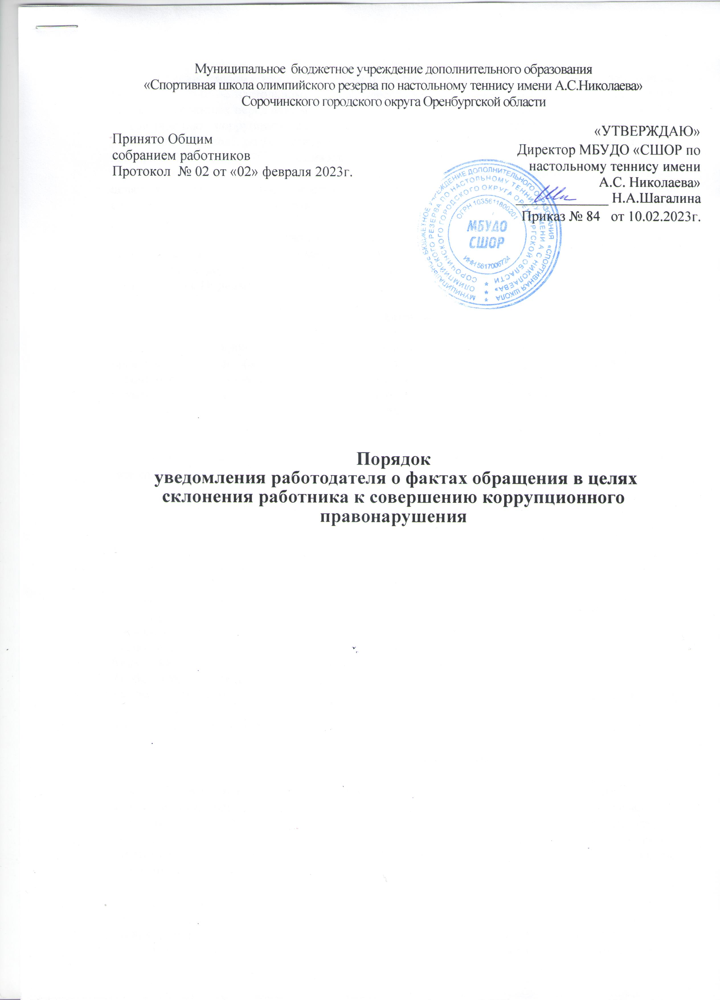 Муниципальное бюджетное учреждение дополнительного образования
«Спортивная школа олимпийского резерва по настольному теннису имени А.С.Николаева»
Сорочинского городского округа Оренбургской области
Принято Общим
собранием работников
Протокол № 02 от «02» февраля 2023г.
«УТВЕРЖДАЮ»
Директор МБУДО «СШОР по
настольному теннису имени
А.С. Николаева»
Н.А.Шагалина
Приказ № 84 от 10.02.2023г.
МУНИЦИПАЛЬНОЕ БЮДЖЕТНОЕ УЧРЕЖДЕНИЕ ДОПОЛНИТЕЛЬНОГО ОБРАЗОВАНИЯ «СПОРТИВНАЯ ШКОЛА
ОЛИМПИЙСКОГО РЕЗЕРВА ПО НАСТОЛЬНОМУ ТЕННИСУ ИМЕНИ А С НИКОЛАЕВА»
СОРОЧИНСКОГО ГОРОДСКОГО ОКРУГА ОРЕНБУРГСКОЙ ОБЛАСТИ
ОГРН 1035611800201
МБУДО
СШОР
ИНН 5617006724
Порядок
уведомления работодателя о фактах обращения в целях
склонения работника к совершению коррупционного
правонарушения